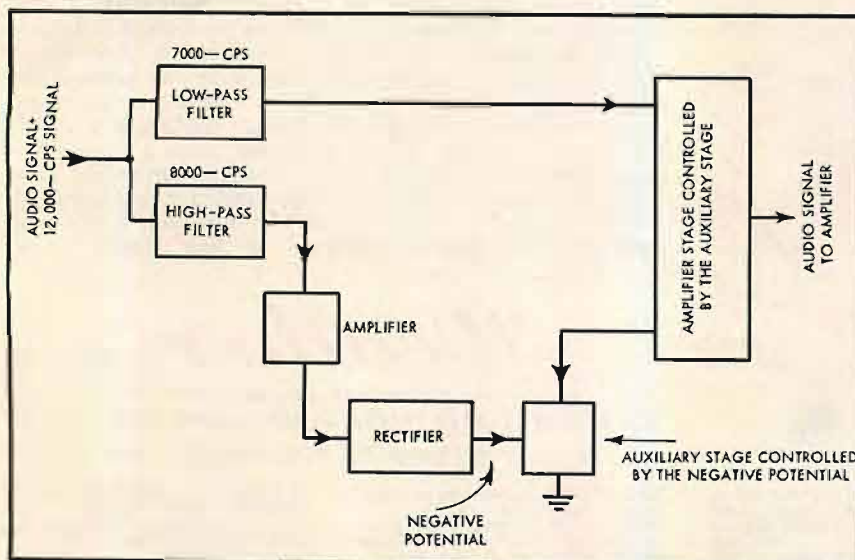 7000—CPS
LOW-PASS
FILTER
AUDIO SIGNAL+
12,000—CPS SIGNAL
8000—CPS
HIGH-PASS
FILTER
AMPLIFIER
RECTIFIER
NEGATIVE
POTENTIAL
AUXILIARY STAGE CONTROLLED
BY THE NEGATIVE POTENTIAL
AMPLIFIER STAGE CONTROLLED
BY THE AUXILIARY STAGE
AUDIO SIGNAL
TO AMPLIFIER